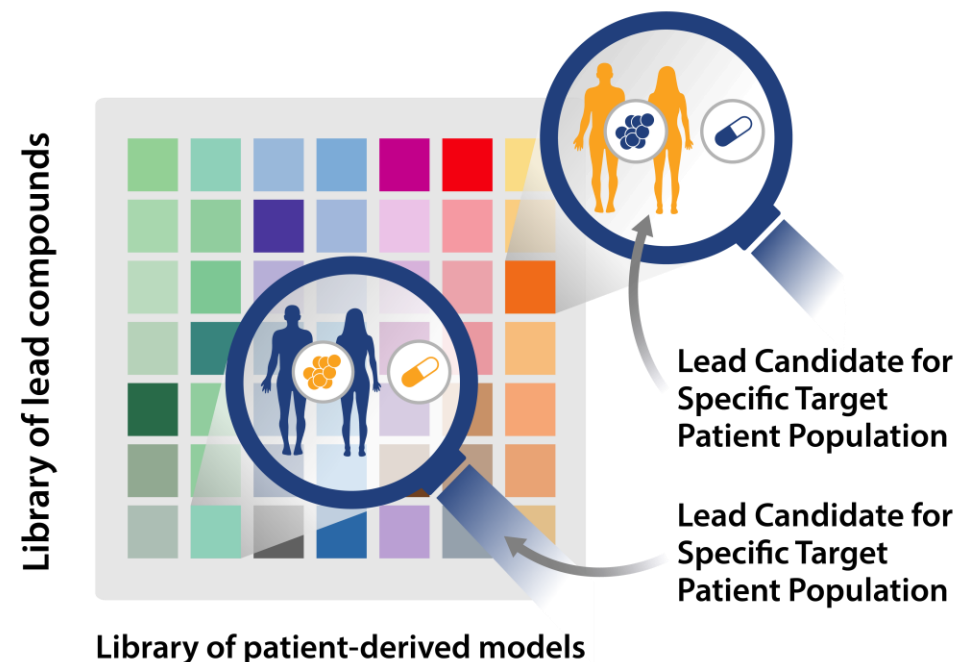 Library of lead compounds
Lead Candidate for
Specific Target
Patient Population
Lead Candidate for
Specific Target
Patient Population
Library of patient-derived models